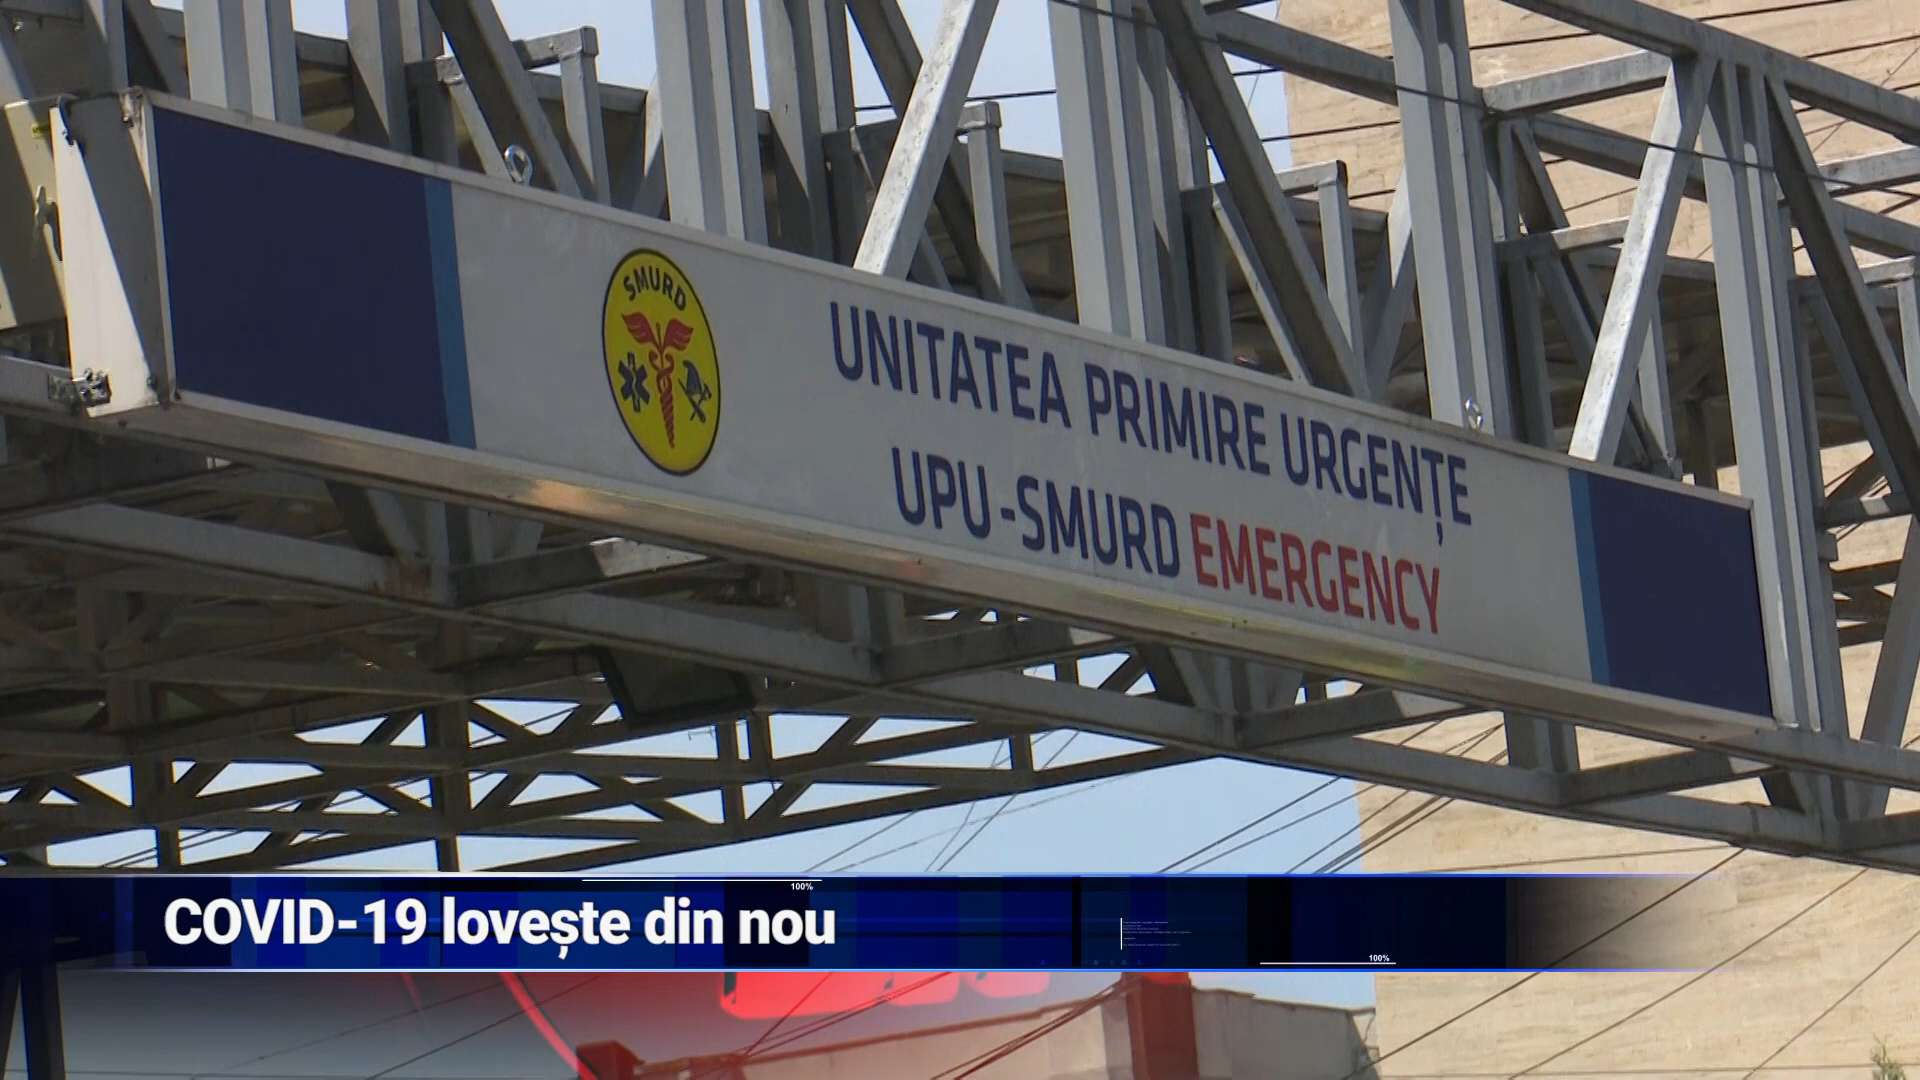 SMURD
UNITATEA PRIMIRE URGENȚE
UPU-SMURD EMERGENCY
100%
COVID-19 lovește din nou
100%